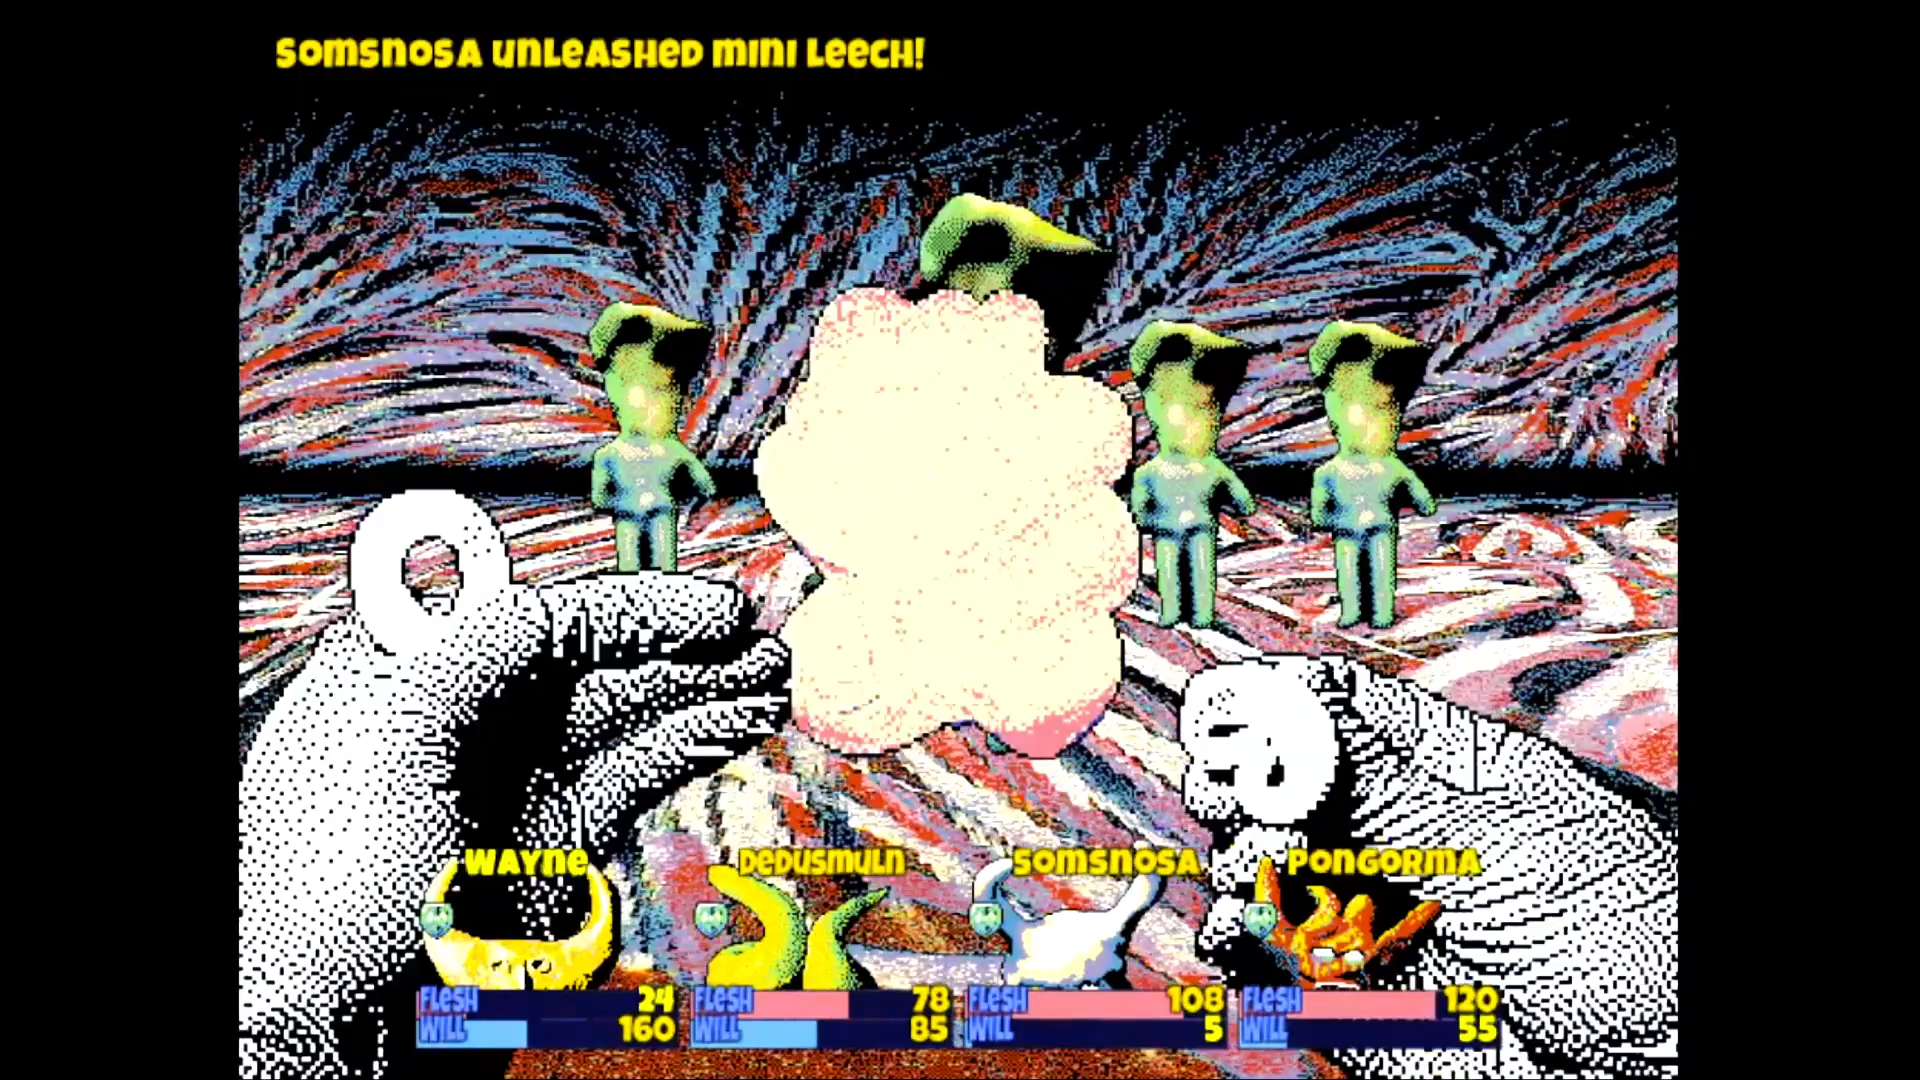 Somsnosa unleashed mini leech!
Wayne Dedusmuln Somsnosa Pongorma
Flesh 24 Flesh 78 Flesh 108 Flesh 120
Will 160 Will 85 Will 5 Will 55